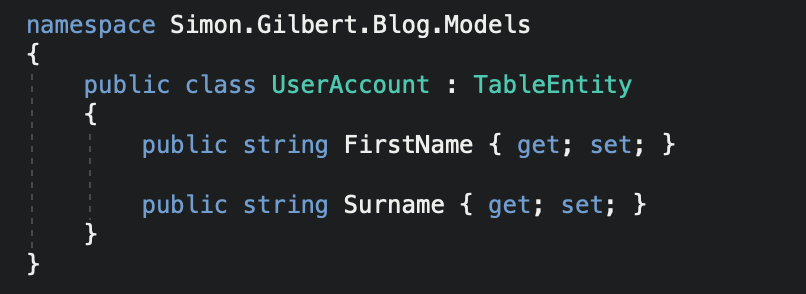 namespace Simon.Gilbert.Blog.Models
{
    public class UserAccount : TableEntity
    {
        public string FirstName { get; set; }

        public string Surname { get; set; }
    }
}